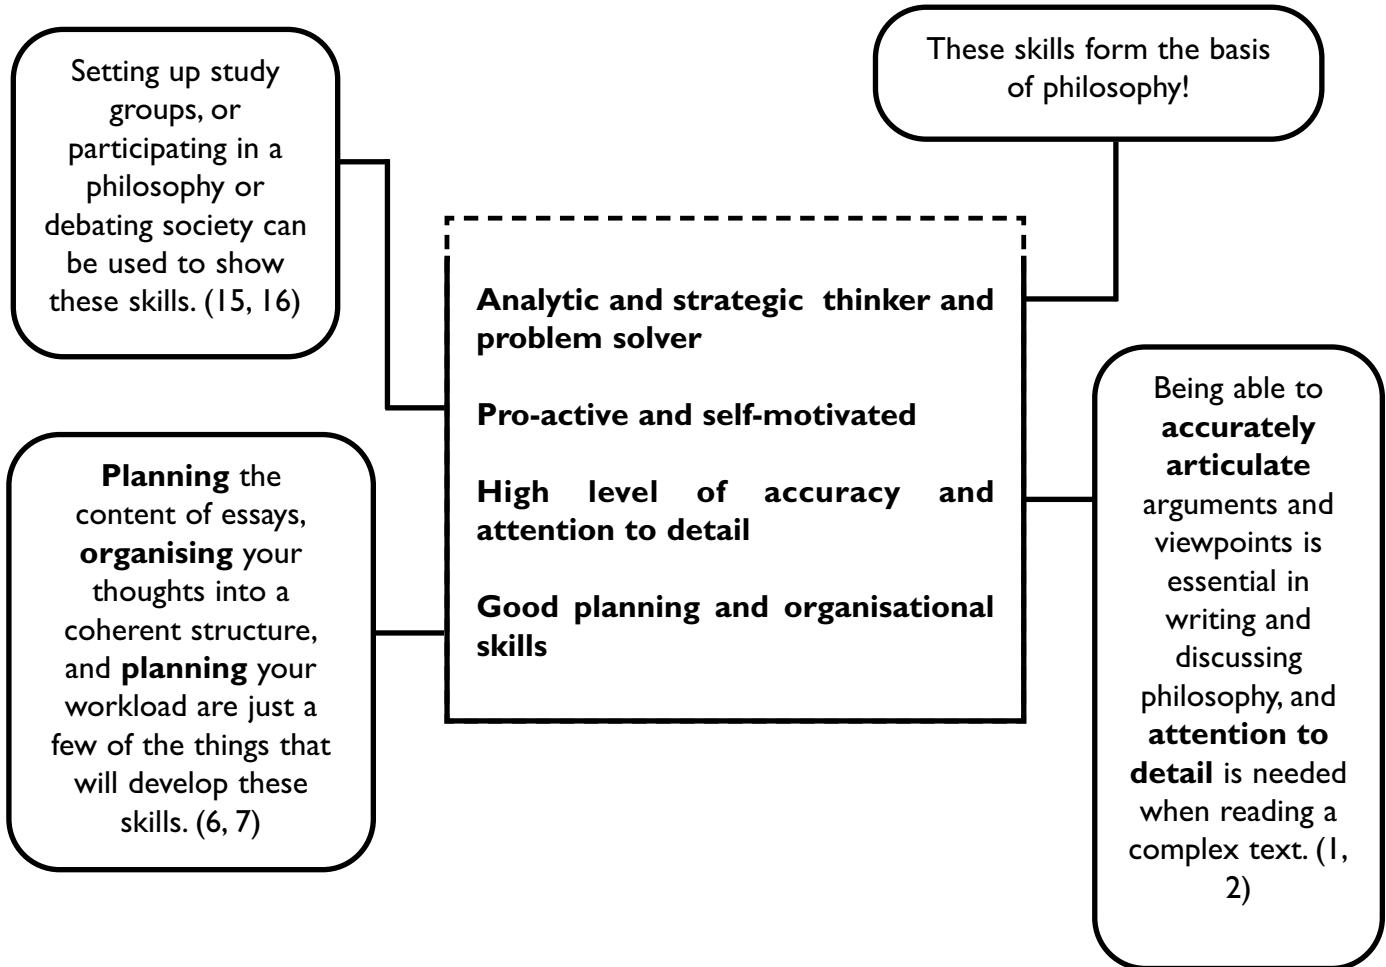 Setting up study
groups, or
participating in a
philosophy or
debating society can
be used to show
these skills. (15, 16)
These skills form the basis
of philosophy!
Analytic and strategic thinker and
problem solver
Pro-active and self-motivated
High level of accuracy and
attention to detail
Good planning and organisational
skills
Planning the
content of essays,
organising your
thoughts into a
coherent structure,
and planning your
workload are just a
few of the things that
will develop these
skills. (6, 7)
Being able to
accurately
articulate
arguments and
viewpoints is
essential in
writing and
discussing
philosophy, and
attention to
detail is needed
when reading a
complex text. (1,
2)